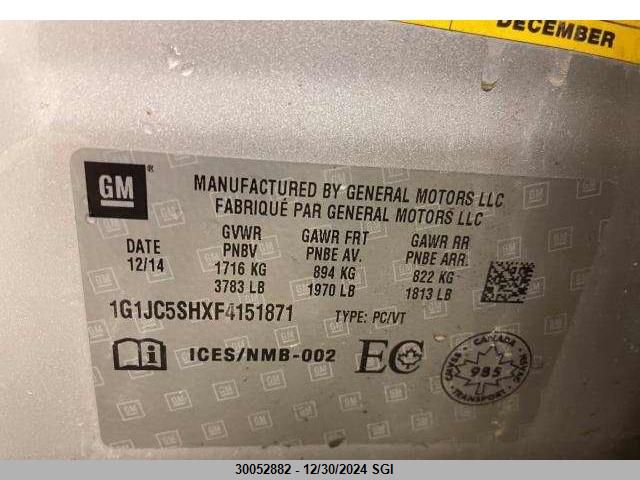 DECEMBER
GM ®
MANUFACTURED BY GENERAL MOTORS LLC
FABRIQUÉ PAR GENERAL MOTORS LLC
DATE GVWR GAWR FRT GAWR RR
PNBV PNBE AV. PNBE ARR.
12/14 1716 KG 894 KG 822 KG
3783 LB 1970 LB 1813 LB
1G1JC5SHXF4151871 TYPE: PC/VT
ICES/NMB-002 EC
CANADA
985
TRANSPORT
30052882 - 12/30/2024 SGI